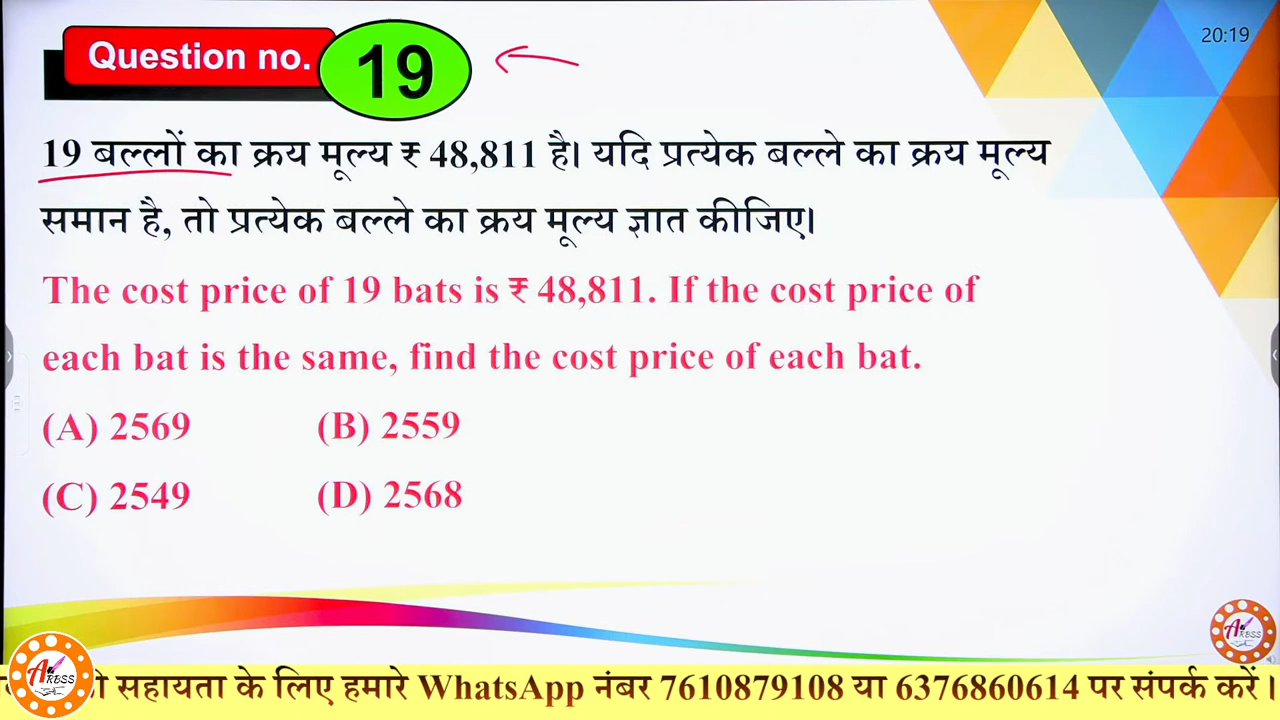 Question no. 19
20:19
19 बल्लों का क्रय मूल्य ₹ 48,811 है। यदि प्रत्येक बल्ले का क्रय मूल्य
समान है, तो प्रत्येक बल्ले का क्रय मूल्य ज्ञात कीजिए।
The cost price of 19 bats is ₹ 48,811. If the cost price of
each bat is the same, find the cost price of each bat.
(A) 2569 (B) 2559
(C) 2549 (D) 2568
सहायता के लिए हमारे WhatsApp नंबर 7610879108 या 6376860614 पर संपर्क करें।